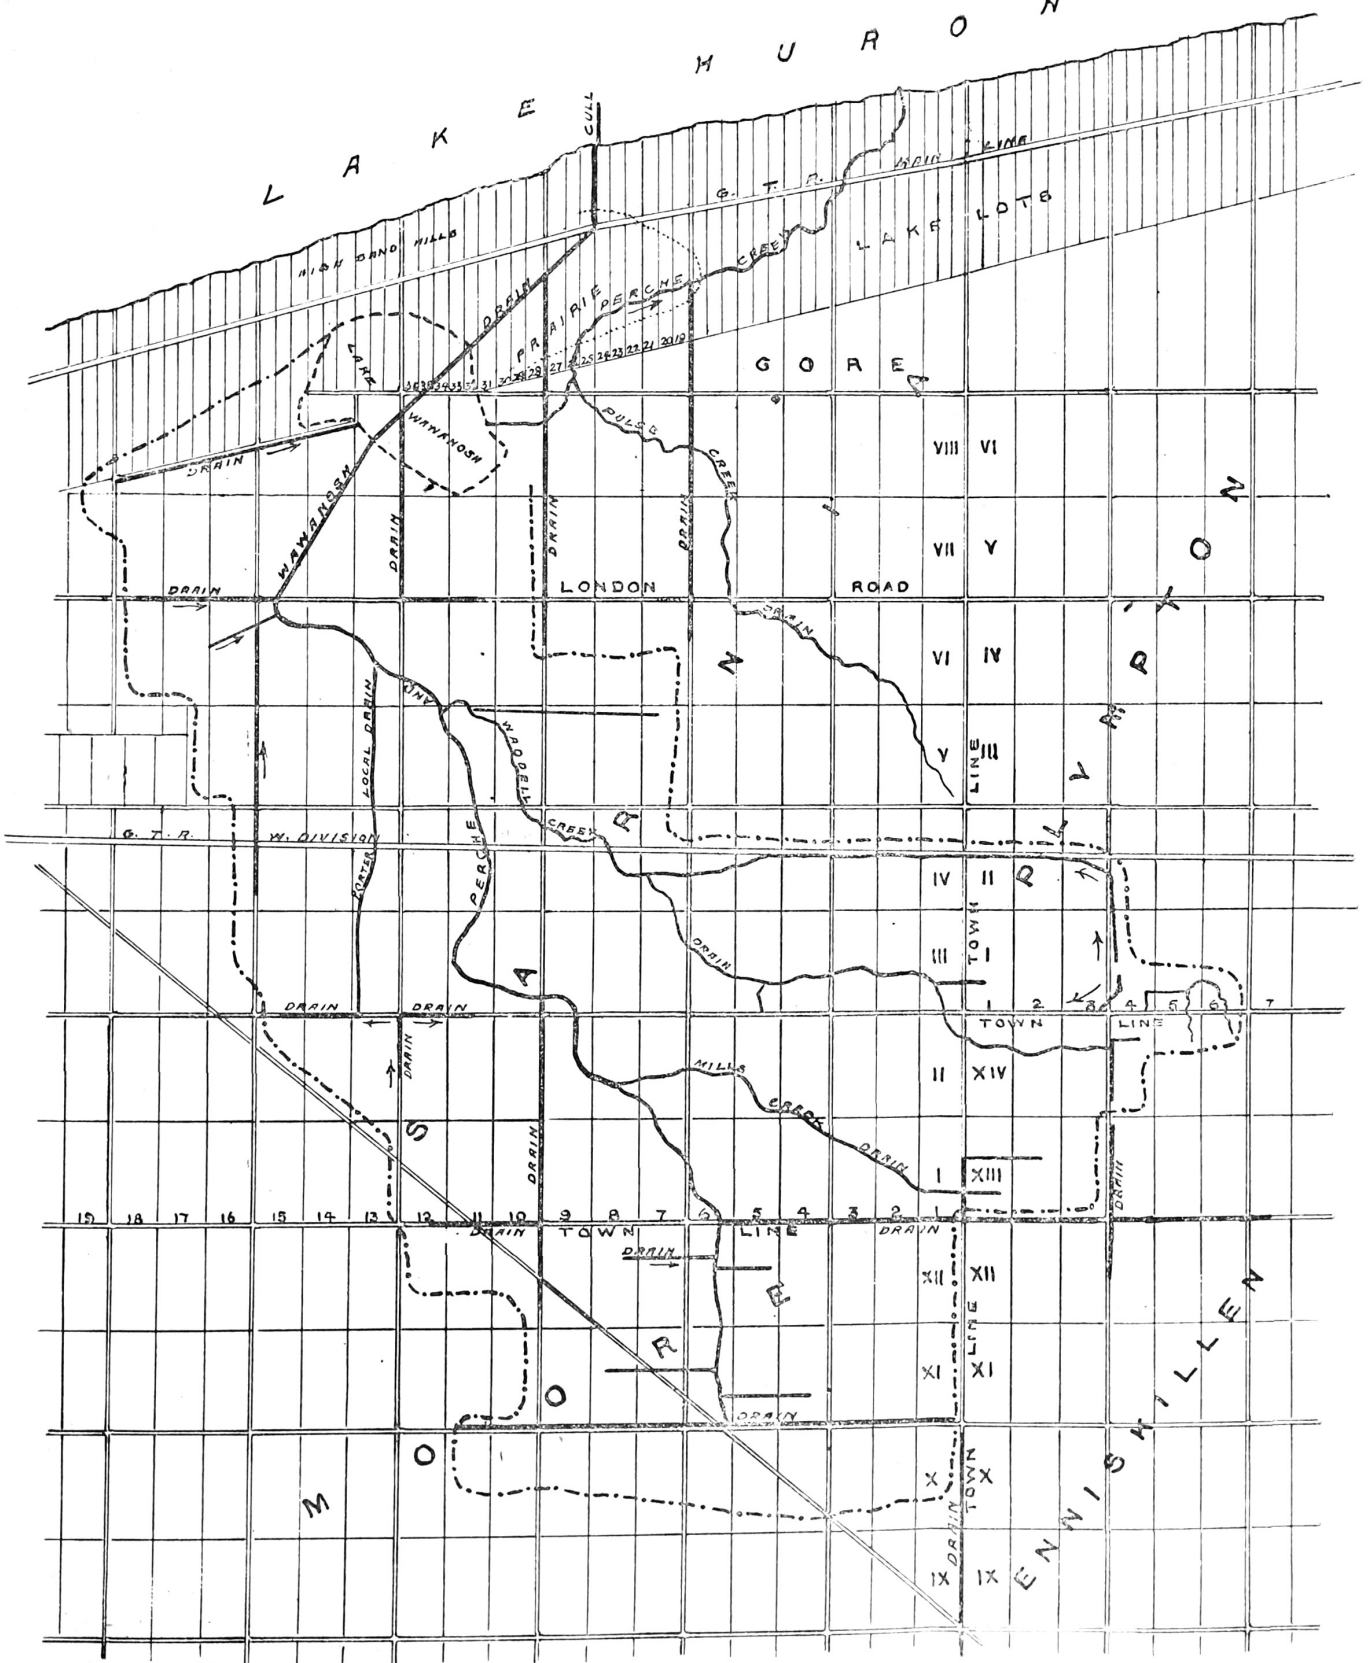 LAKE HURON
CULL
MAIN LINE
G. T. R.
HIGH SAND HILLS
LAKE LOTS
CREEK
PERCHE
PRAIRIE
DRAIN
LAKE
36 35 34 33 32 31 30 29 28 27 26 25 24 23 22 21 20 19
GORE
WAWANOSH
PULSE
CREEK
VIII VI
DRAIN
WAWANOSH
DRAIN
DRAIN
DRAIN
VII V
DRAIN
LONDON ROAD
DRAIN
VI IV
AND
LOCAL DRAIN
WADDELL
V III
LINE
PLYMPTON
CREEK
G. T. R. W. DIVISION
PERCHE
PORTER
IV II
TOWN
DRAIN
III I
DRAIN DRAIN
1 2 3 4 5 6 7
TOWN LINE
DRAIN
MILLS
CREEK
DRAIN
II XIV
DRAIN
I XIII
DRAIN
19 18 17 16 15 14 13 12 11 10 9 8 7 6 5 4 3 2 1
DRAIN TOWN LINE DRAIN
DRAIN
XII XII
LINE
XI XI
DRAIN
SARNIA
MOORE
X X
TOWN
DRAIN
IX IX
ENNISKILLEN